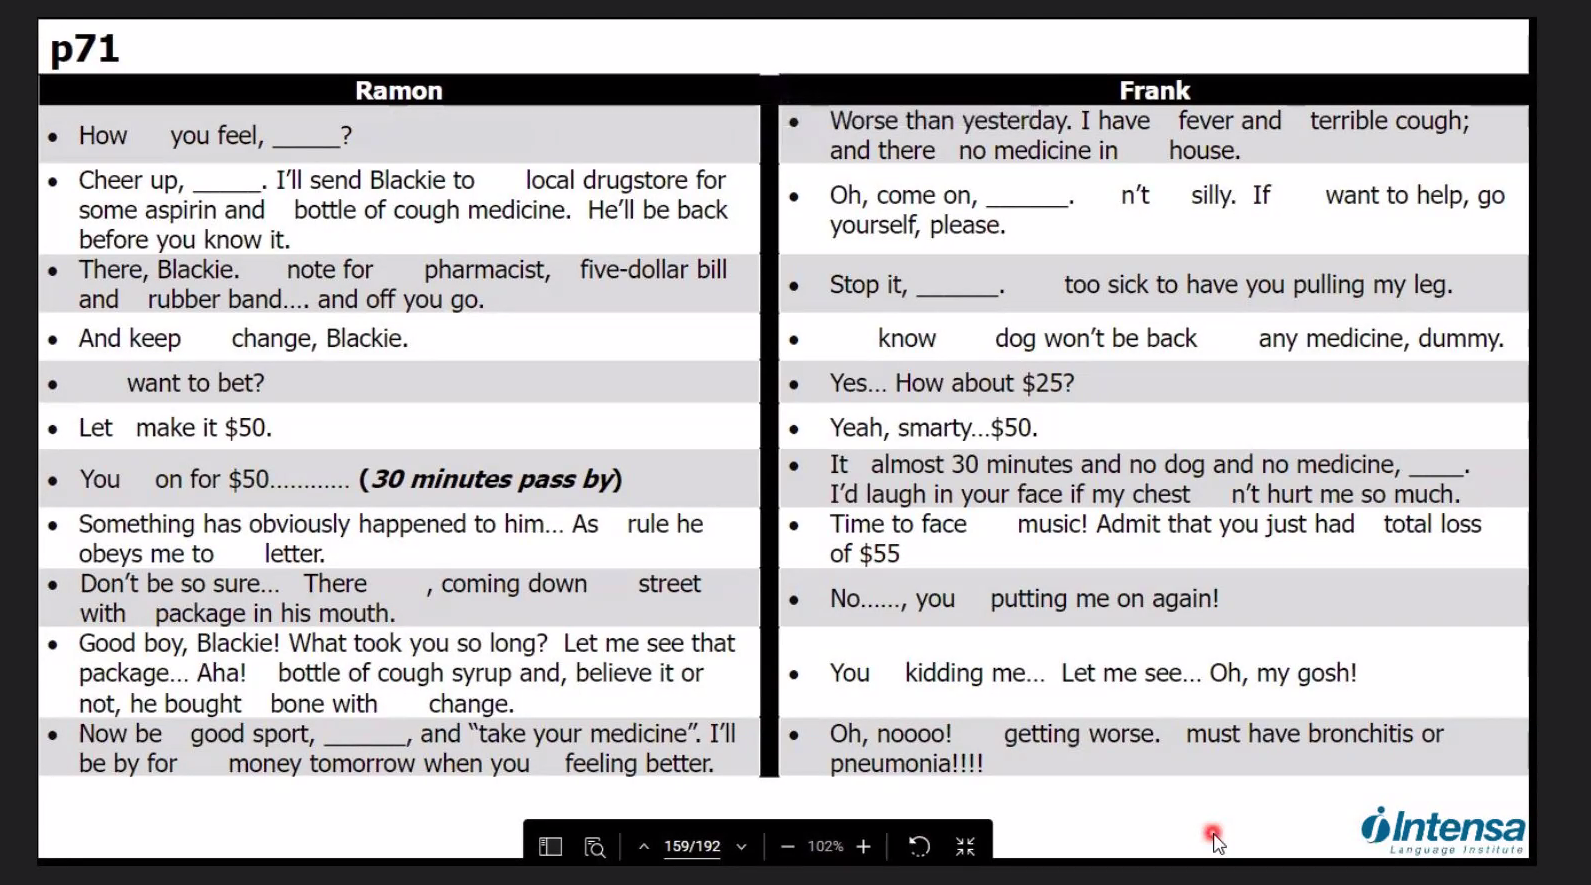 p71
Ramon
Frank
• How you feel, _____?
• Worse than yesterday. I have fever and terrible cough;
and there no medicine in house.
• Cheer up, _____. I’ll send Blackie to local drugstore for
some aspirin and bottle of cough medicine. He’ll be back
before you know it.
• Oh, come on, ______. n’t silly. If want to help, go
yourself, please.
• There, Blackie. note for pharmacist, five-dollar bill
and rubber band…. and off you go.
• Stop it, ______. too sick to have you pulling my leg.
• And keep change, Blackie.
• know dog won’t be back any medicine, dummy.
• want to bet?
• Yes… How about $25?
• Let make it $50.
• Yeah, smarty…$50.
• You on for $50………… (30 minutes pass by)
• It almost 30 minutes and no dog and no medicine, ____.
I’d laugh in your face if my chest n’t hurt me so much.
• Something has obviously happened to him… As rule he
obeys me to letter.
• Time to face music! Admit that you just had total loss
of $55
• Don’t be so sure… There , coming down street
with package in his mouth.
• No……, you putting me on again!
• Good boy, Blackie! What took you so long? Let me see that
package… Aha! bottle of cough syrup and, believe it or
not, he bought bone with change.
• You kidding me… Let me see… Oh, my gosh!
• Now be good sport, ______, and “take your medicine”. I’ll
be by for money tomorrow when you feeling better.
• Oh, noooo! getting worse. must have bronchitis or
pneumonia!!!!
159/192
102%
Intensa
Language Institute